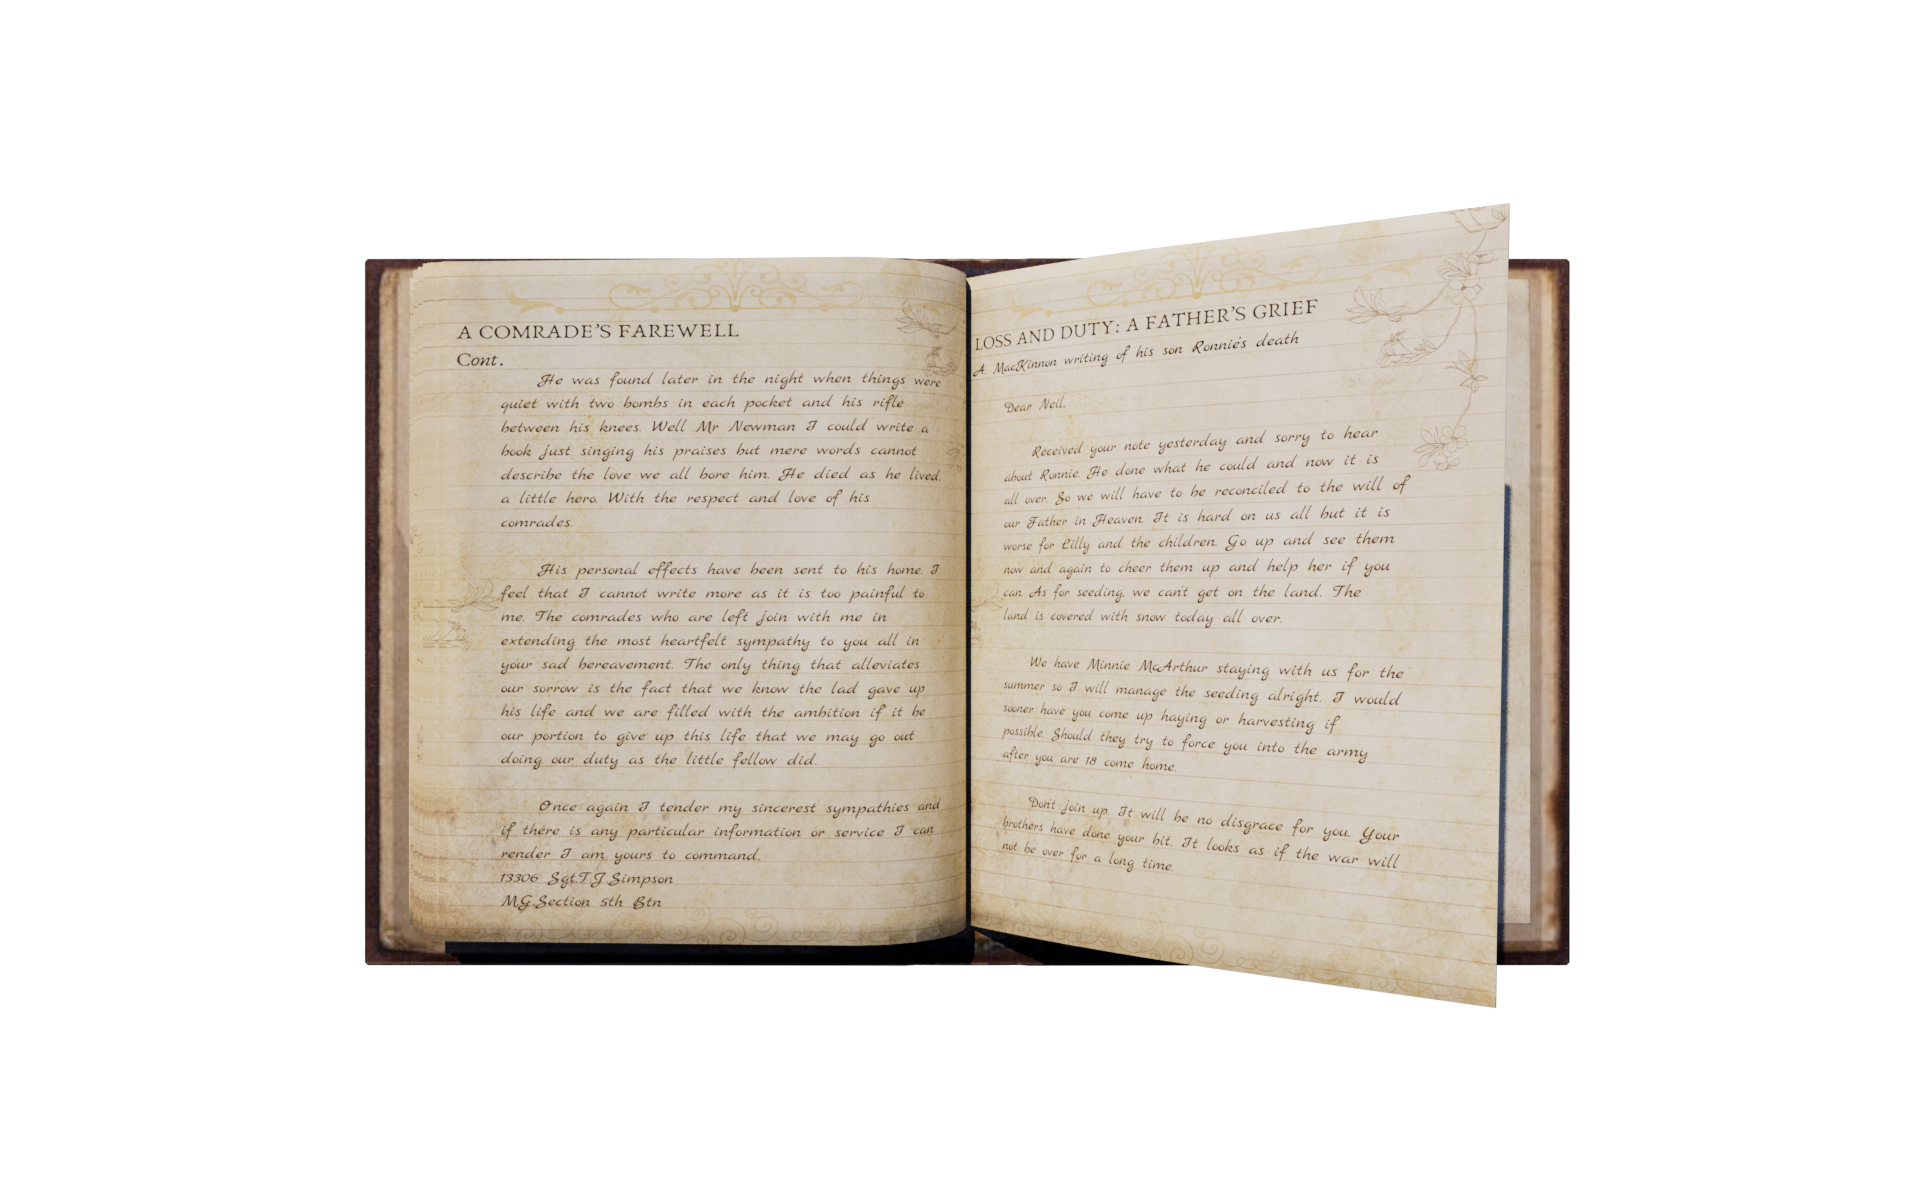 A COMRADE'S FAREWELL
Cont.
He was found later in the night when things were
quiet with two bombs in each pocket and his rifle
between his knees. Well Mr Newman I could write a
book just singing his praises but mere words cannot
describe the love we all bore him. He died as he lived,
a little hero. With the respect and love of his
comrades.
His personal effects have been sent to his home. I
feel that I cannot write more as it is too painful to
me. The comrades who are left join with me in
extending the most heartfelt sympathy to you all in
your sad bereavement. The only thing that alleviates
our sorrow is the fact that we know the lad gave up
his life and we are filled with the ambition if it be
our portion to give up this life that we may go out
doing our duty as the little fellow did.
Once again I tender my sincerest sympathies and
if there is any particular information or service I can
render I am yours to command.
13306 Sgt.T.J.Simpson
M.G.Section 5th Btn
LOSS AND DUTY: A FATHER'S GRIEF
A. MacKinnon writing of his son Ronnie's death
Dear Neil,
Received your note yesterday and sorry to hear
about Ronnie. He done what he could and now it is
all over. So we will have to be reconciled to the will of
our Father in Heaven. It is hard on us all but it is
worse for Lilly and the children. Go up and see them
now and again to cheer them up and help her if you
can. As for seeding, we can't get on the land. The
land is covered with snow today all over.
We have Minnie McArthur staying with us for the
summer so I will manage the seeding alright. I would
sooner have you come up haying or harvesting if
possible. Should they try to force you into the army
after you are 18 come home.
Don't join up. It will be no disgrace for you. Your
brothers have done your bit. It looks as if the war will
not be over for a long time.